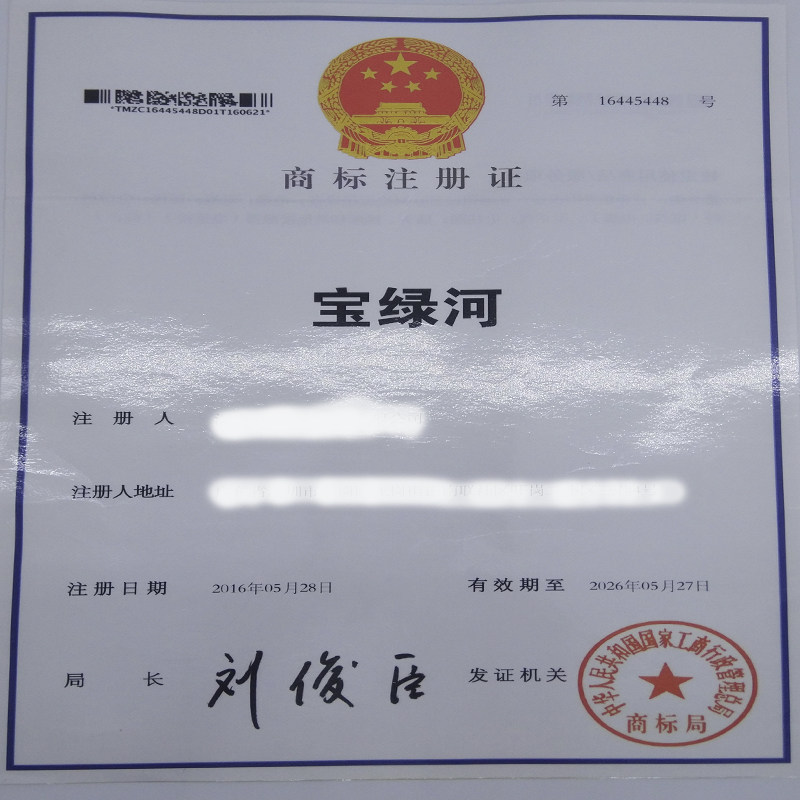 *TMZC16445448D01T160621*
第 16445448 号
商标注册证
宝绿河
注册人
注册人地址
注册日期 2016年05月28日 有效期至 2026年05月27日
局长 刘俊臣 发证机关
中华人民共和国国家工商行政管理总局
商标局